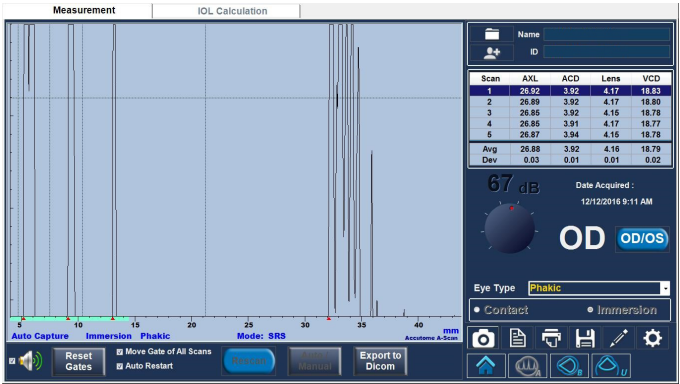 Measurement
IOL Calculation
Name
ID
Scan AXL ACD Lens VCD
1 26.92 3.92 4.17 18.83
2 26.89 3.92 4.17 18.80
3 26.85 3.92 4.15 18.78
4 26.85 3.91 4.17 18.77
5 26.87 3.94 4.15 18.78
Avg 26.88 3.92 4.16 18.79
Dev 0.03 0.01 0.01 0.02
67 dB
Date Acquired :
12/12/2016 9:11 AM
OD
OD/OS
Eye Type Phakic
Contact Immersion
5 10 15 20 25 30 35 40 mm
Auto Capture Immersion Phakic Mode: SRS Accutome A-Scan
Reset
Gates
Move Gate of All Scans
Auto Restart
Manual
Export to
Dicom
A
B
U